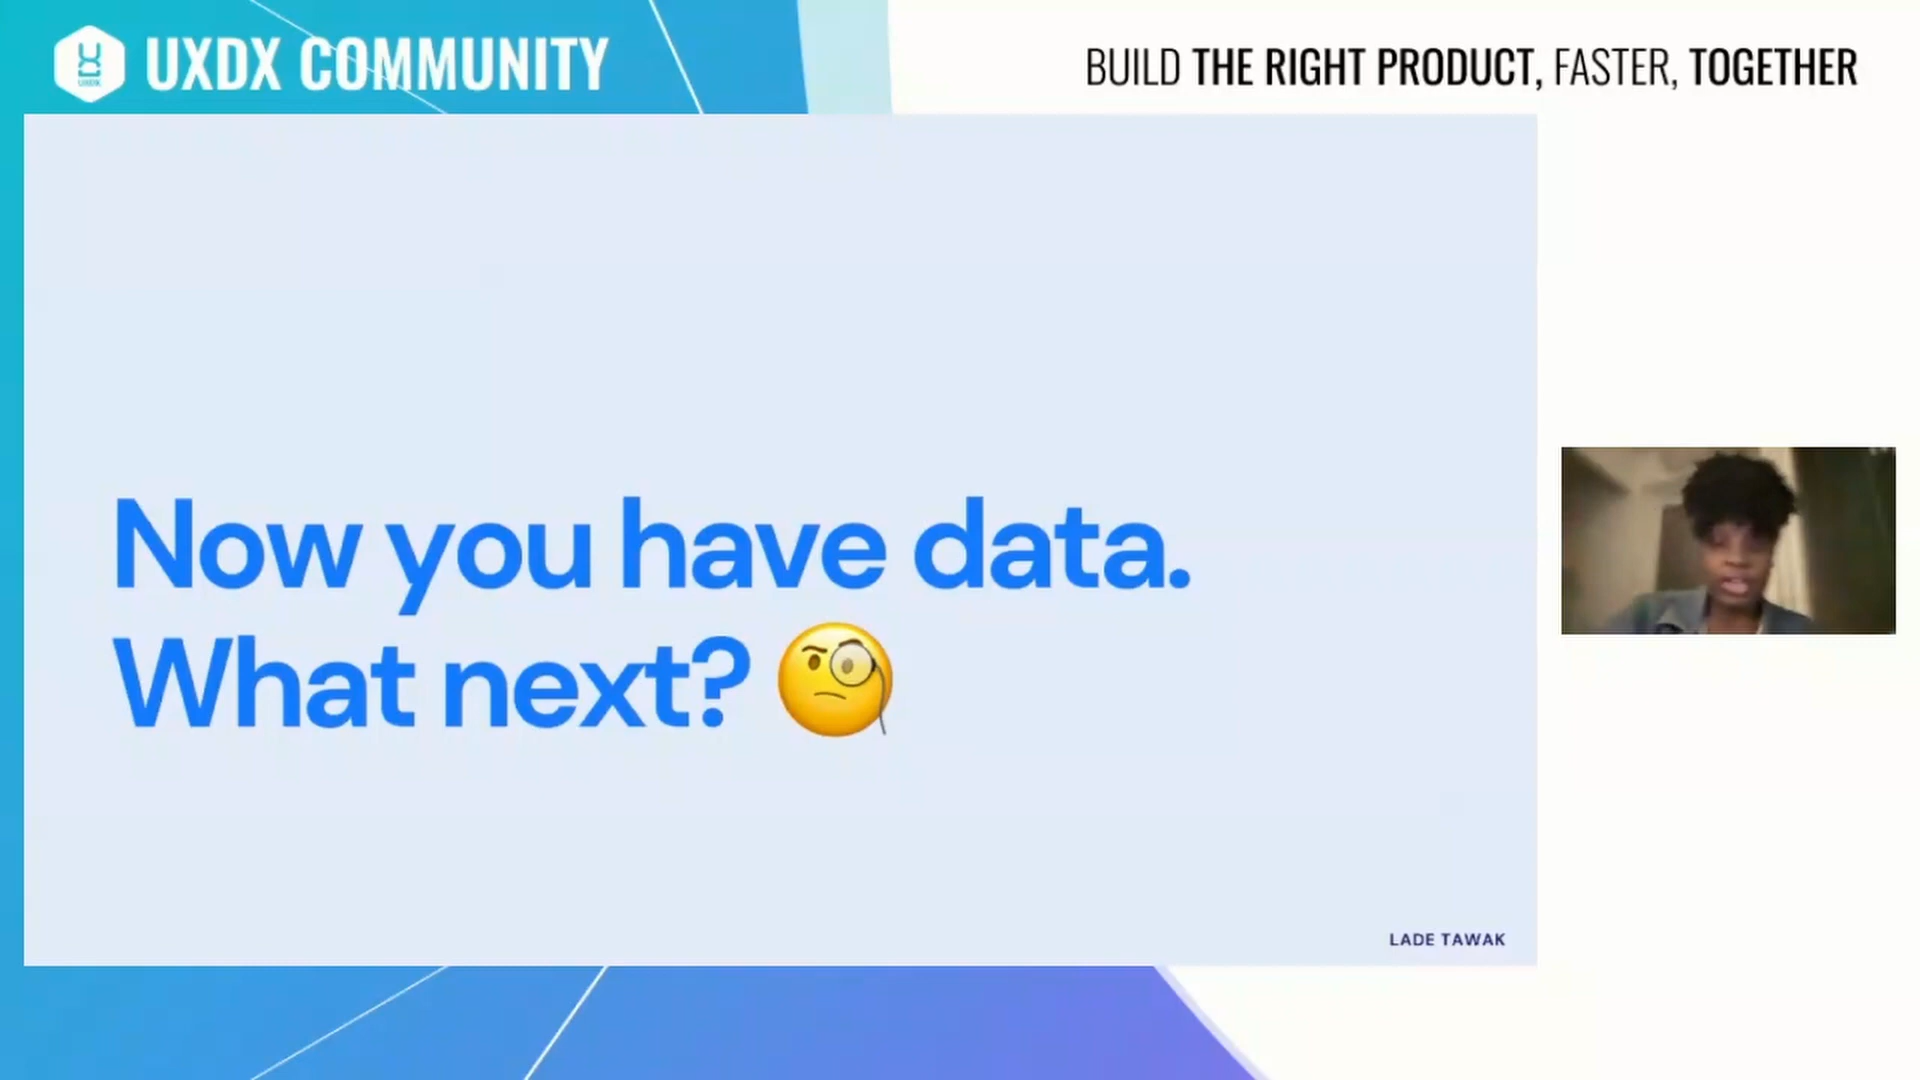 UXDX COMMUNITY
BUILD THE RIGHT PRODUCT, FASTER, TOGETHER
Now you have data.
What next? 🧐
LADE TAWAK